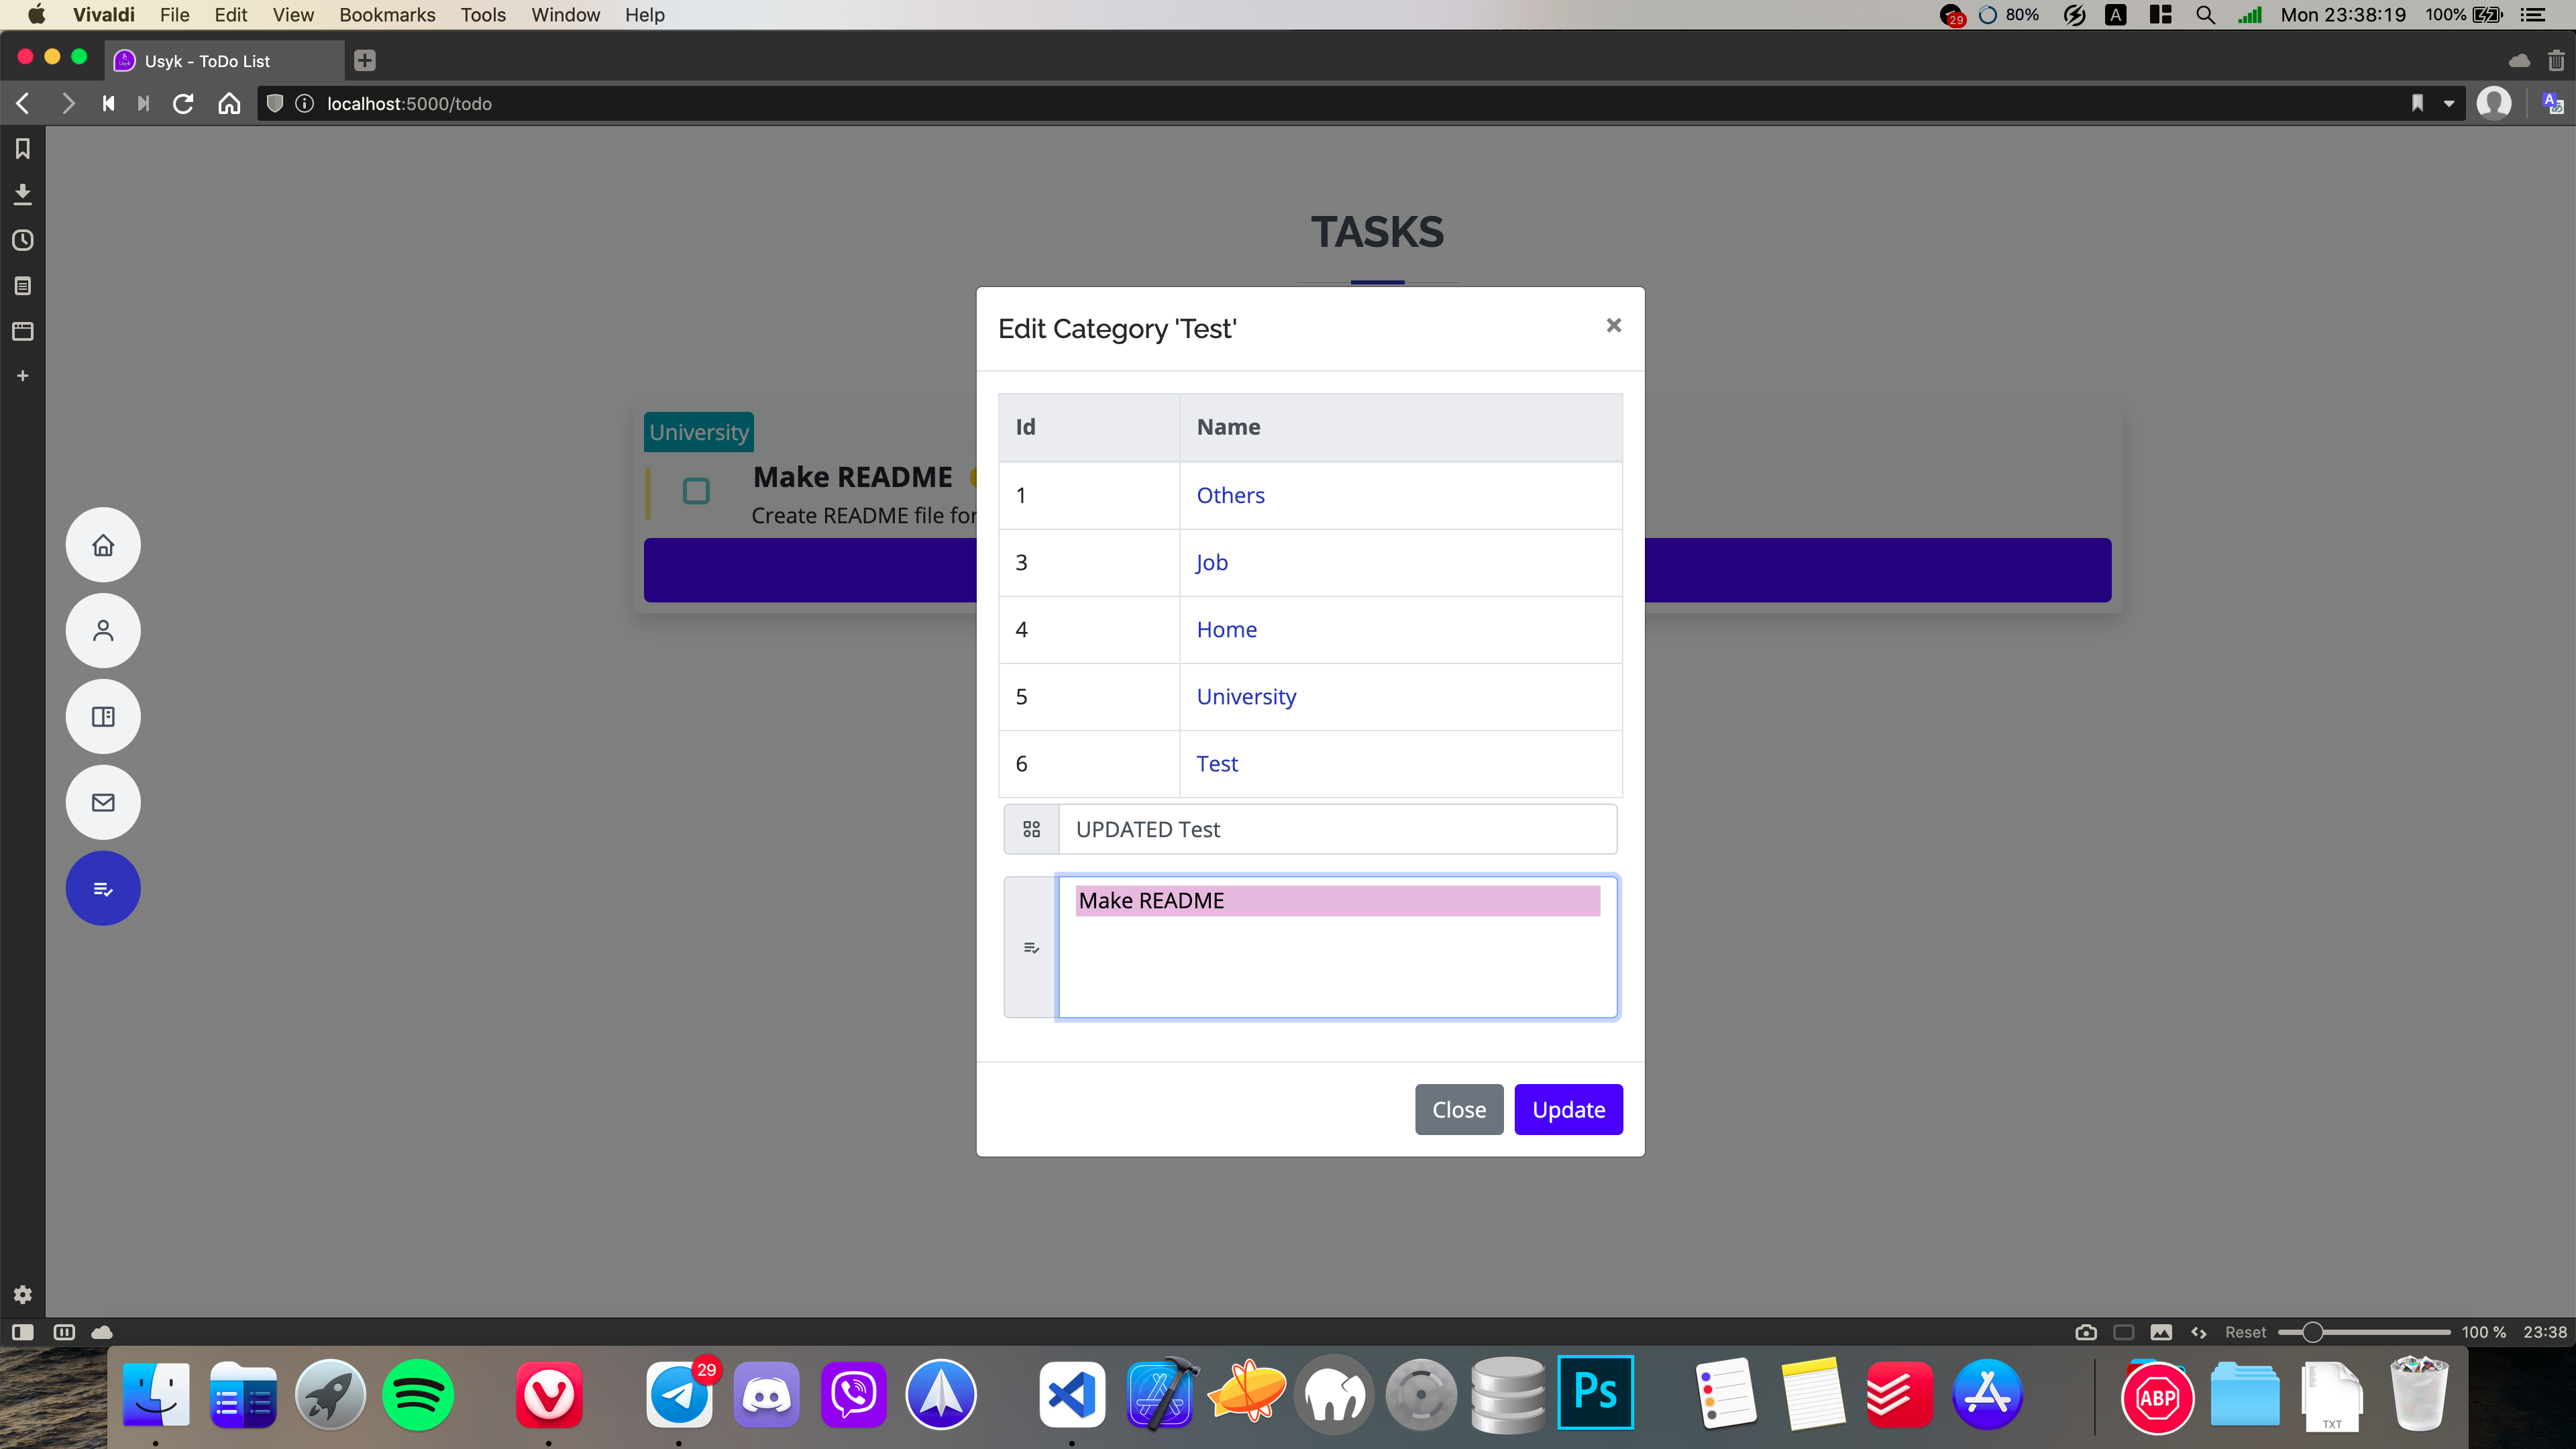 Vivaldi File Edit View Bookmarks Tools Window Help 29 80% A Mon 23:38:19 100%
Usyk - ToDo List
localhost:5000/todo
TASKS
Edit Category 'Test' ×
Id Name
1 Others
3 Job
4 Home
5 University
6 Test
University
Make README
Create README file for
UPDATED Test
Make README
Close Update
Reset 100 % 23:38
29
Ps
ABP
TXT